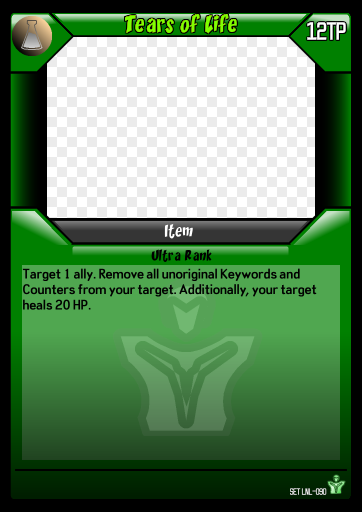 Tears of Life
12TP
Item
Ultra Rank
Target 1 ally. Remove all unoriginal Keywords and
Counters from your target. Additionally, your target
heals 20 HP.
SET LNL-090